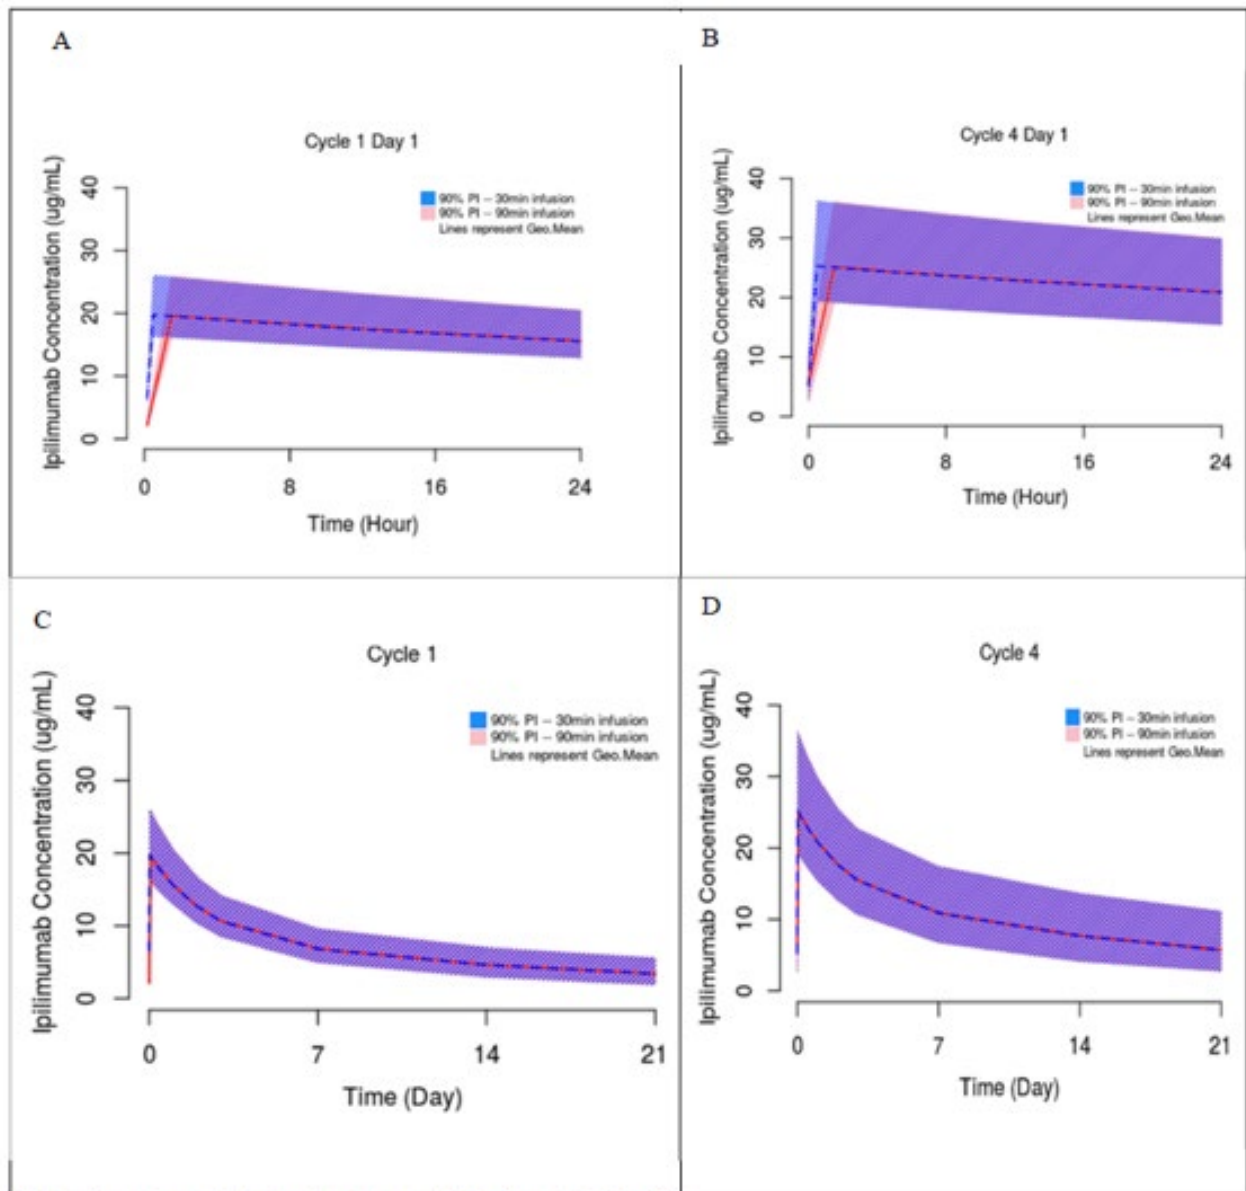 A
Cycle 1 Day 1
Ipilimumab Concentration (ug/mL)
40
30
20
10
0
90% PI – 30min infusion
90% PI – 90min infusion
Lines represent Geo.Mean
0 8 16 24
Time (Hour)
B
Cycle 4 Day 1
Ipilimumab Concentration (ug/mL)
40
30
20
10
0
90% PI – 30min infusion
90% PI – 90min infusion
Lines represent Geo.Mean
0 8 16 24
Time (Hour)
C
Cycle 1
Ipilimumab Concentration (ug/mL)
40
30
20
10
0
90% PI – 30min infusion
90% PI – 90min infusion
Lines represent Geo.Mean
0 7 14 21
Time (Day)
D
Cycle 4
Ipilimumab Concentration (ug/mL)
40
30
20
10
0
90% PI – 30min infusion
90% PI – 90min infusion
Lines represent Geo.Mean
0 7 14 21
Time (Day)